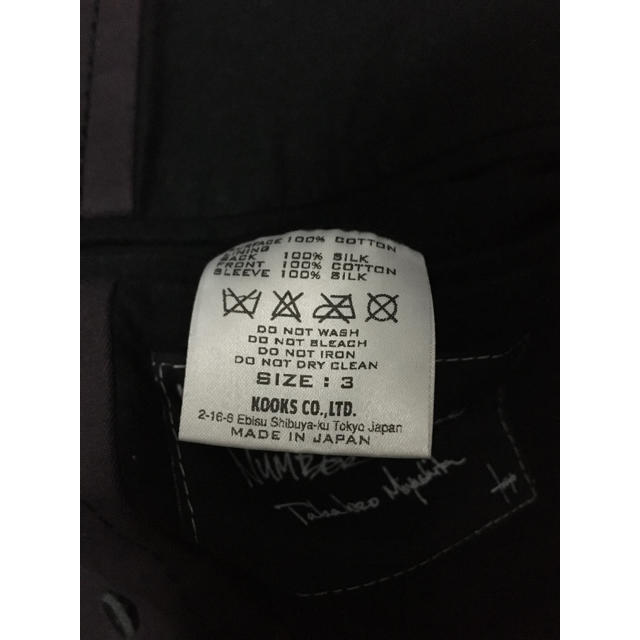 100% COTTON
LINING
BACK 100% SILK
FRONT 100% COTTON
SLEEVE 100% SILK
DO NOT WASH
DO NOT BLEACH
DO NOT IRON
DO NOT DRY CLEAN
SIZE : 3
KOOKS CO.,LTD.
2-16-6 Ebisu Shibuya-ku Tokyo Japan
MADE IN JAPAN
NUMBER